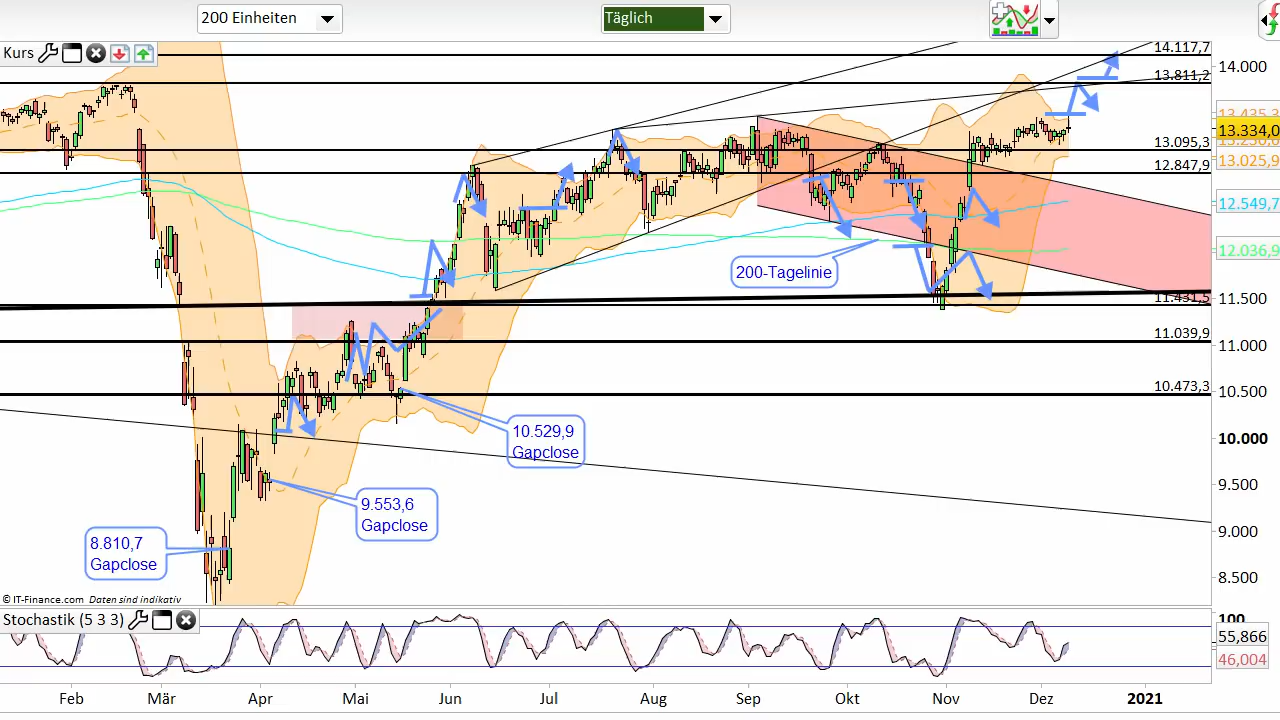 200 Einheiten
Täglich
Kurs
14.117,7
14.000
13.811,2
13.334,0
13.095,3
13.025,9
12.847,9
12.549,7
12.036,9
200-Tagelinie
11.500
11.431,5
11.039,9
11.000
10.500
10.473,3
10.000
10.529,9
Gapclose
9.500
9.553,6
Gapclose
9.000
8.810,7
Gapclose
8.500
© IT-Finance.com Daten sind indikativ
Stochastik (5 3 3)
100
55,866
46,004
Feb Mär Apr Mai Jun Jul Aug Sep Okt Nov Dez 2021